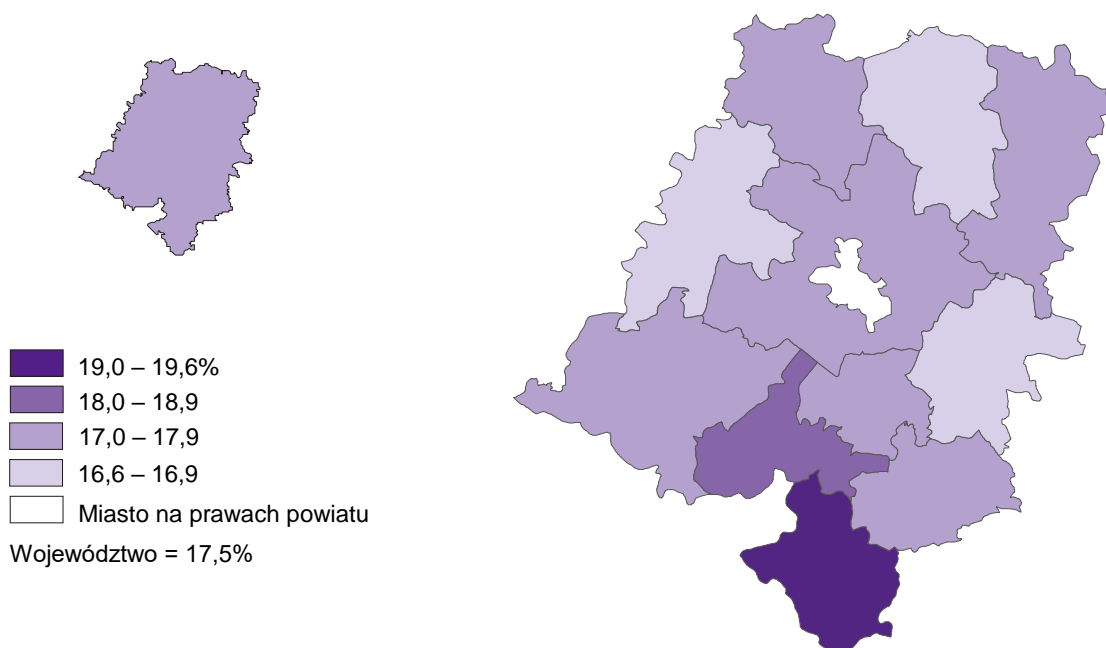 19,0 – 19,6%
18,0 – 18,9
17,0 – 17,9
16,6 – 16,9
Miasto na prawach powiatu
Województwo = 17,5%